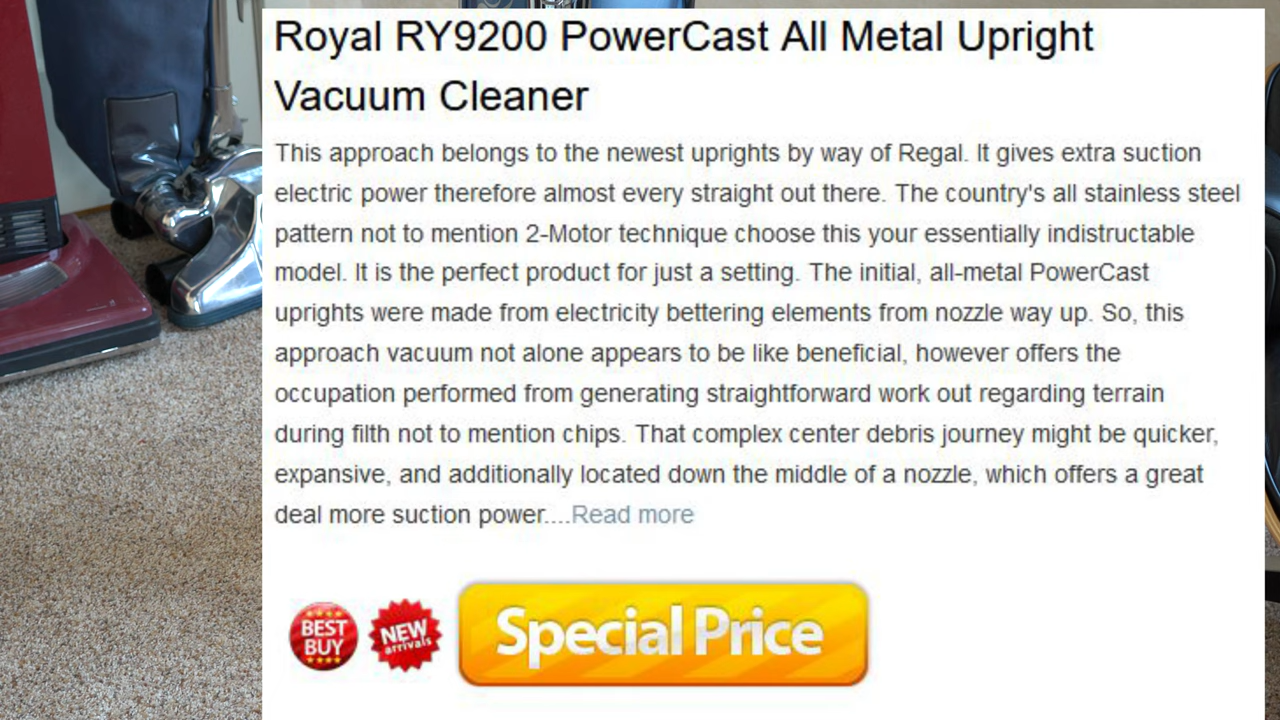 Royal RY9200 PowerCast All Metal Upright
Vacuum Cleaner
This approach belongs to the newest uprights by way of Regal. It gives extra suction
electric power therefore almost every straight out there. The country's all stainless steel
pattern not to mention 2-Motor technique choose this your essentially indistructable
model. It is the perfect product for just a setting. The initial, all-metal PowerCast
uprights were made from electricity bettering elements from nozzle way up. So, this
approach vacuum not alone appears to be like beneficial, however offers the
occupation performed from generating straightforward work out regarding terrain
during filth not to mention chips. That complex center debris journey might be quicker,
expansive, and additionally located down the middle of a nozzle, which offers a great
deal more suction power....Read more
BEST BUY
NEW arrivals
Special Price